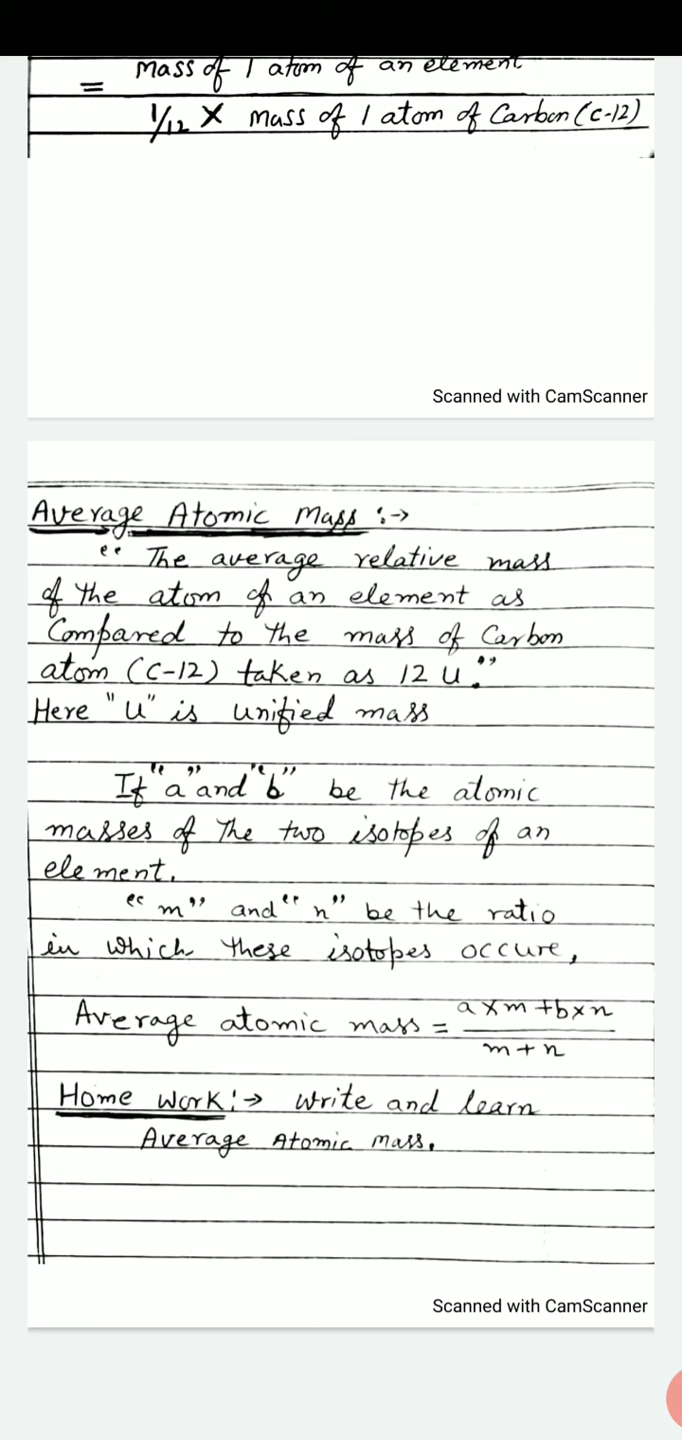 = Mass of 1 atom of an element
1/12 X Mass of 1 atom of Carbon (C-12)
Scanned with CamScanner
Average Atomic Mass :->
“ The average relative mass
of the atom of an element as
Compared to the mass of Carbon
atom (C-12) taken as 12 U.”
Here "U" is unified mass
If “a” and “b” be the atomic
masses of The two isotopes of an
element.
“m” and “n” be the ratio
in which these isotopes occure,
Average atomic mass = a×m+b×n
m+n
Home Work :-> Write and learn
Average Atomic Mass.
Scanned with CamScanner